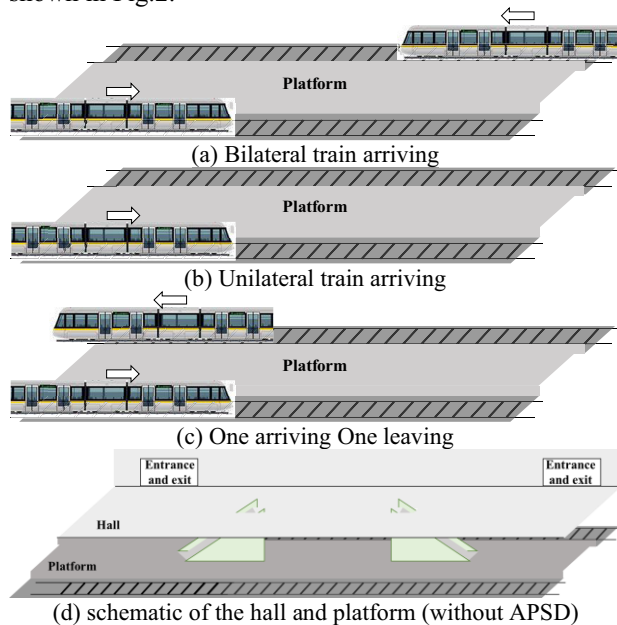 shown in Fig.2.
Platform
(a) Bilateral train arriving
Platform
(b) Unilateral train arriving
Platform
(c) One arriving One leaving
Entrance
and exit
Entrance
and exit
Hall
Platform
(d) schematic of the hall and platform (without APSD)